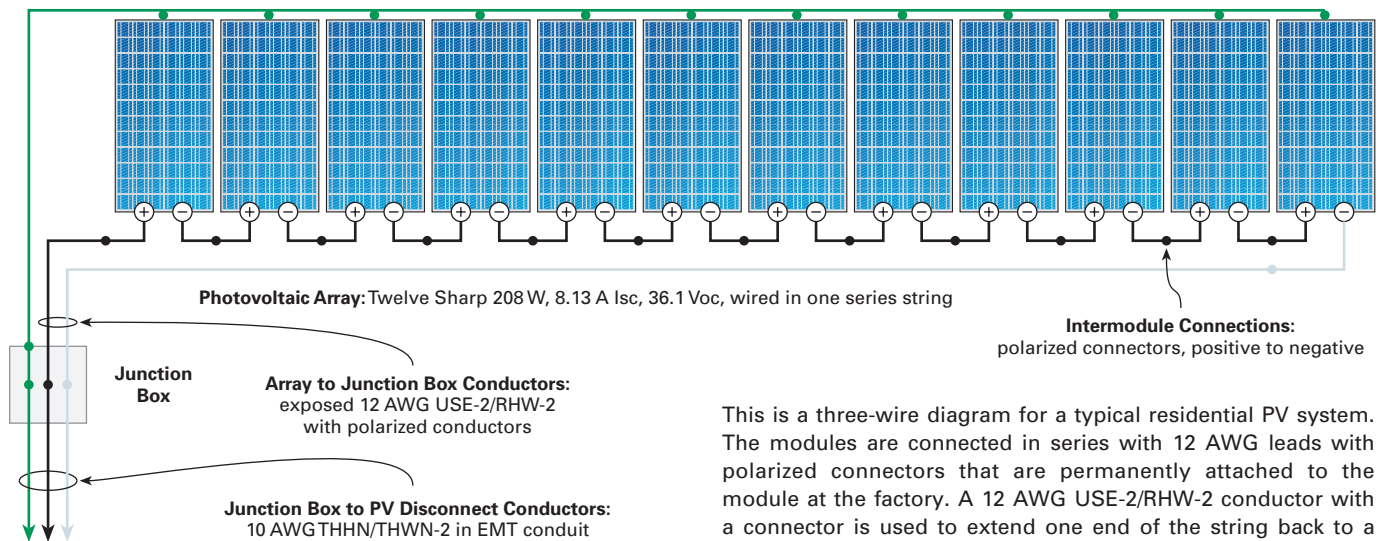 Photovoltaic Array: Twelve Sharp 208 W, 8.13 A Isc, 36.1 Voc, wired in one series string
Intermodule Connections:
polarized connectors, positive to negative
Junction
Box
Array to Junction Box Conductors:
exposed 12 AWG USE-2/RHW-2
with polarized conductors
Junction Box to PV Disconnect Conductors:
10 AWG THHN/THWN-2 in EMT conduit
This is a three-wire diagram for a typical residential PV system.
The modules are connected in series with 12 AWG leads with
polarized connectors that are permanently attached to the
module at the factory. A 12 AWG USE-2/RHW-2 conductor with
a connector is used to extend one end of the string back to a